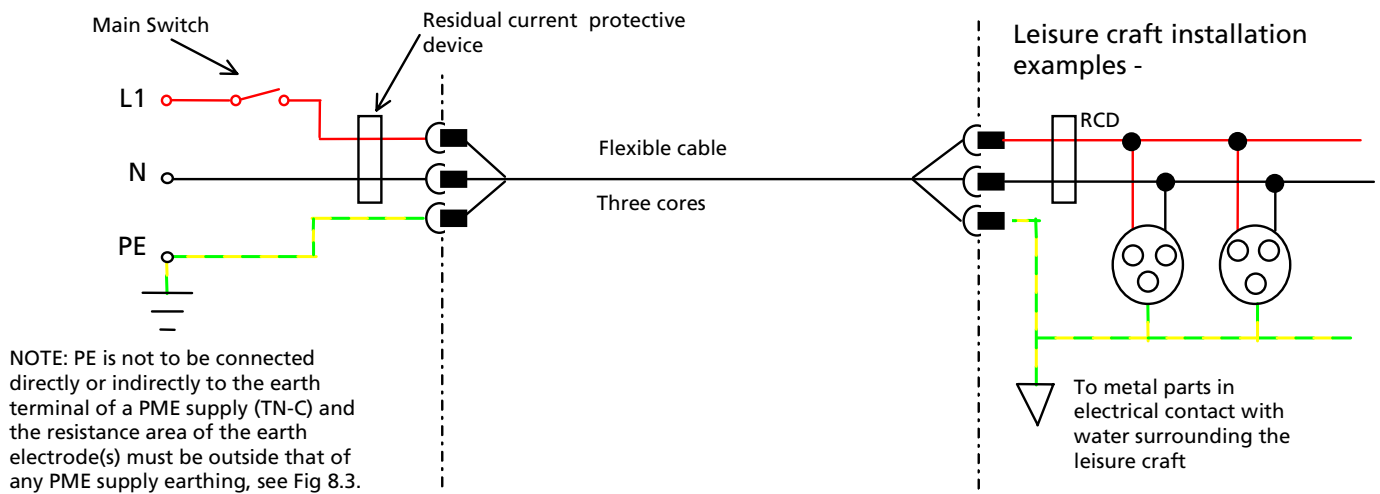 Main Switch
Residual current protective
device
Leisure craft installation
examples -
L1
RCD
Flexible cable
N
Three cores
PE
NOTE: PE is not to be connected
directly or indirectly to the earth
terminal of a PME supply (TN-C) and
the resistance area of the earth
electrode(s) must be outside that of
any PME supply earthing, see Fig 8.3.
To metal parts in
electrical contact with
water surrounding the
leisure craft